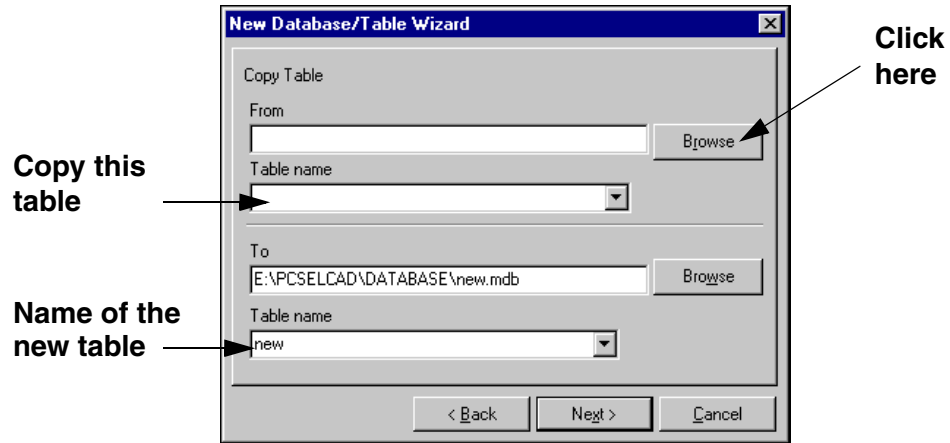 New Database/Table Wizard
Click
here
Copy Table
From
Browse
Copy this
table
Table name
To
E:\PCSELCAD\DATABASE\new.mdb
Browse
Name of the
new table
Table name
new
< Back
Next >
Cancel